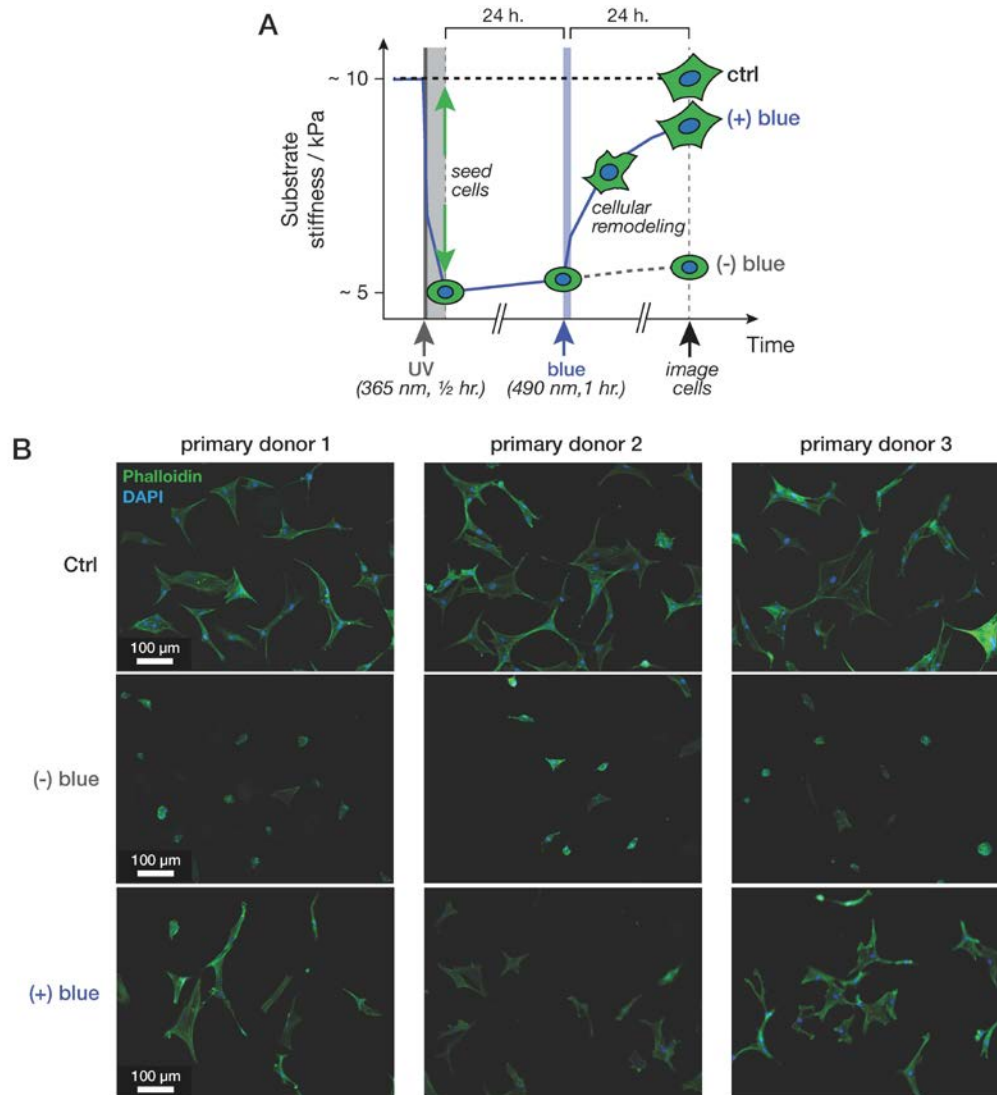 A
24 h.
24 h.
Substrate
stiffness / kPa
~ 10
~ 5
seed
cells
cellular
remodeling
ctrl
(+) blue
(-) blue
Time
UV
(365 nm, ½ hr.)
blue
(490 nm,1 hr.)
image
cells
B
primary donor 1
primary donor 2
primary donor 3
Phalloidin
DAPI
Ctrl
100 µm
(-) blue
100 µm
(+) blue
100 µm